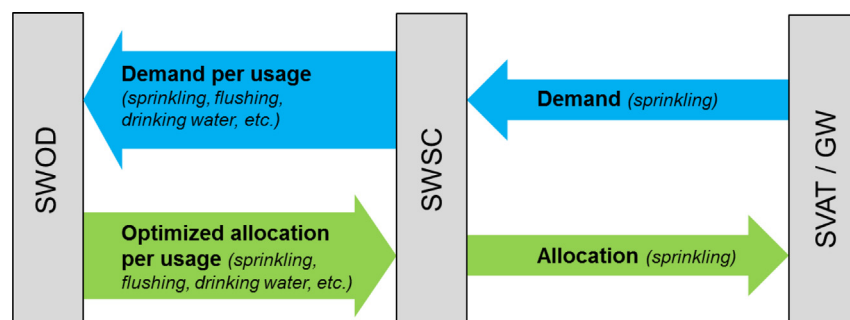 SWOD
Demand per usage
(sprinkling, flushing,
drinking water, etc.)
Optimized allocation
per usage (sprinkling,
flushing, drinking water, etc.)
SWSC
Demand (sprinkling)
Allocation (sprinkling)
SVAT / GW